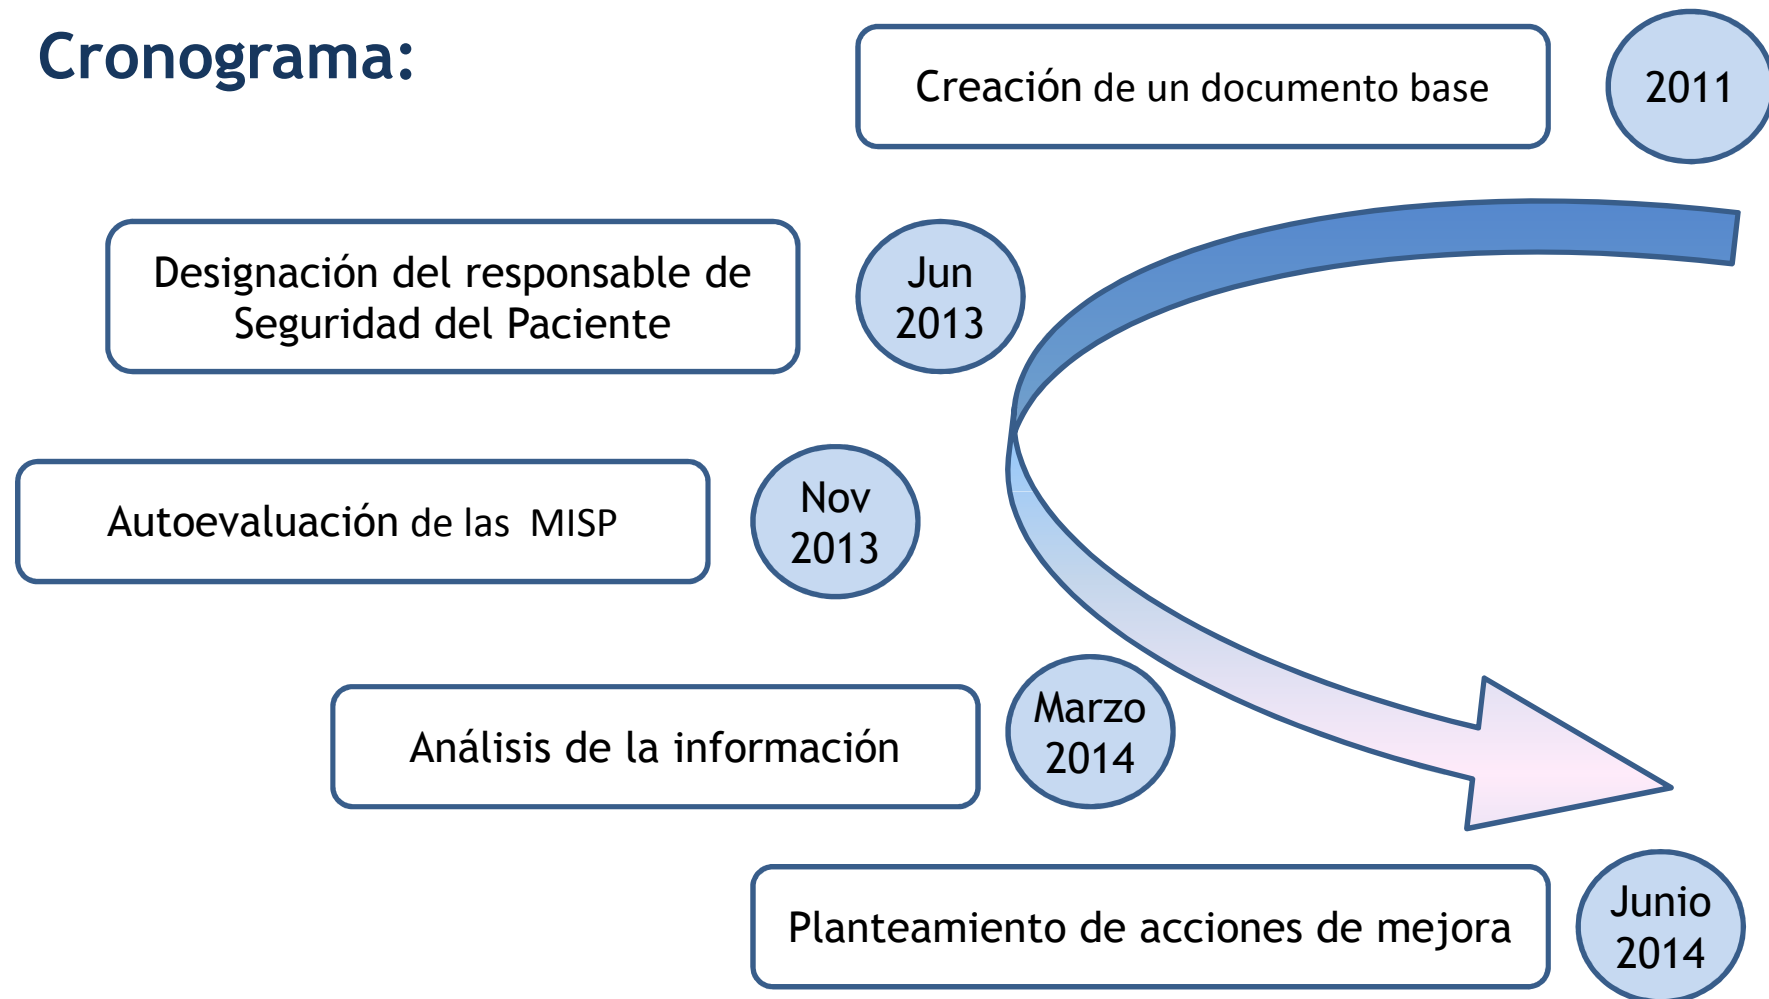 Cronograma:
Creación de un documento base
2011
Designación del responsable de
Seguridad del Paciente
Jun
2013
Autoevaluación de las MISP
Nov
2013
Análisis de la información
Marzo
2014
Planteamiento de acciones de mejora
Junio
2014